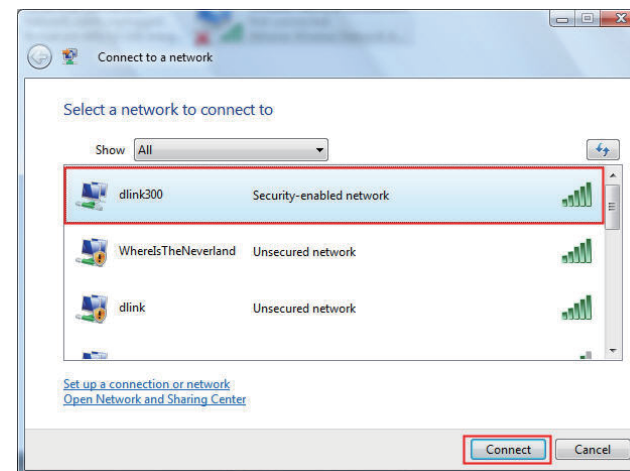 Connect to a network
Select a network to connect to
Show All
dlink300 Security-enabled network
WhereIsTheNeverland Unsecured network
dlink Unsecured network
Set up a connection or network
Open Network and Sharing Center
Connect Cancel